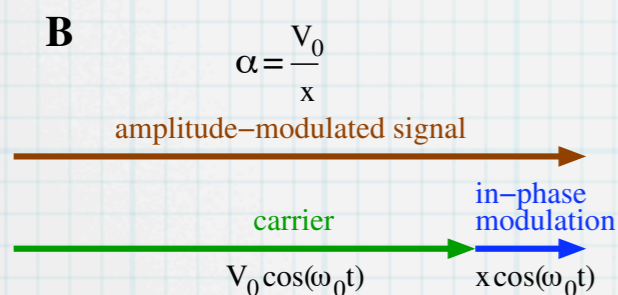 B
α = V₀
x
amplitude−modulated signal
in−phase
carrier modulation
V₀ cos(ω₀t) x cos(ω₀t)